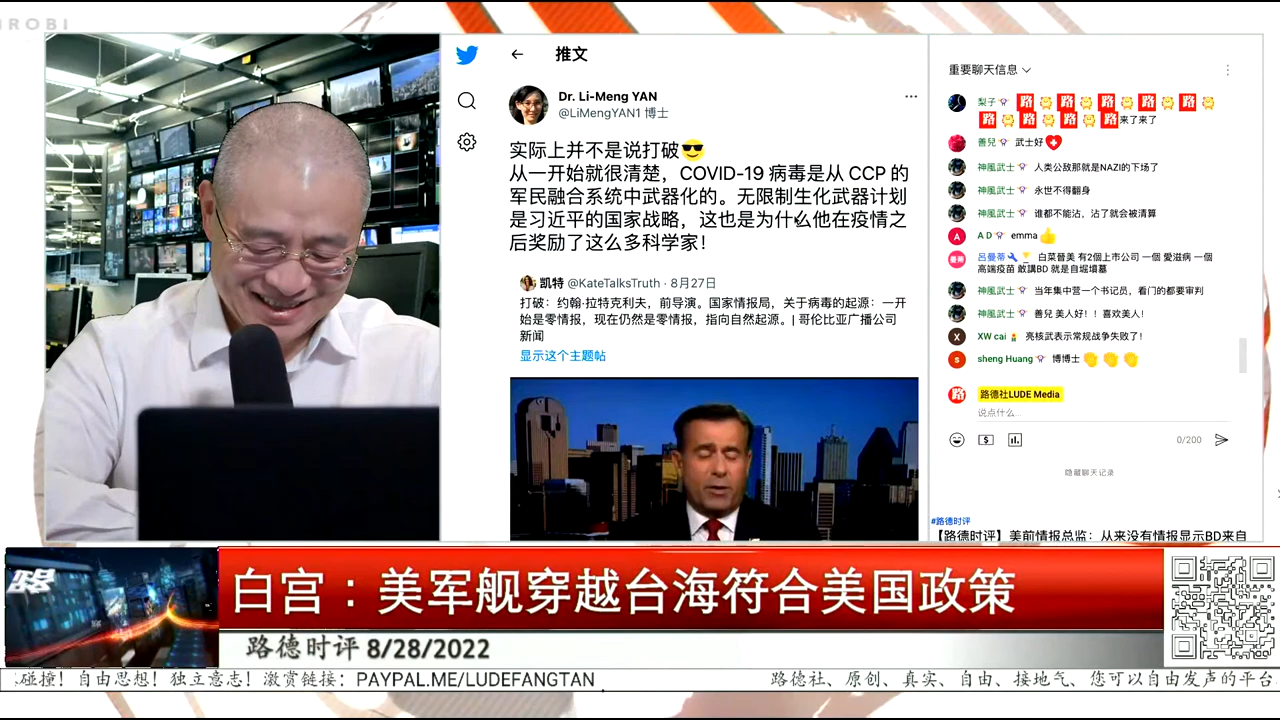 IROBI
推文
Dr. Li-Meng YAN
@LiMengYAN1 博士
实际上并不是说打破😎
从一开始就很清楚，COVID-19 病毒是从 CCP 的
军民融合系统中武器化的。无限制生化武器计划
是习近平的国家战略，这也是为什么他在疫情之
后奖励了这么多科学家！
凯特 @KateTalksTruth · 8月27日
打破：约翰·拉特克利夫，前导演。国家情报局，关于病毒的起源：一开
始是零情报，现在仍然是零情报，指向自然起源。| 哥伦比亚广播公司
新闻
显示这个主题帖
重要聊天信息
梨子 路 路 路 路 路
路 路 路 路 来了来了
善兒 武士好
神風武士 人类公敌那就是NAZI的下场了
神風武士 永世不得翻身
神風武士 谁都不能沾，沾了就会被清算
A D emma👍
呂曼蒂 白菜晉美 有2個上市公司 一個 愛滋病 一個
高端疫苗 敢講BD 就是自堀墳墓
神風武士 当年集中营一个书记员，看门的都要审判
神風武士 善兒 美人好！！喜欢美人！
XW cai 亮核武表示常规战争失败了！
sheng Huang 博博士👏👏👏
路德社LUDE Media
说点什么...
0/200
隐藏聊天记录
#路德时评
【路德时评】美前情报总监：从来没有情报显示BD来自
白宫：美军舰穿越台海符合美国政策
路德时评 8/28/2022
碰撞！自由思想！独立意志！激赏链接：PAYPAL.ME/LUDEFANGTAN
路德社、原创、真实、自由、接地气、您可以自由发声的平台